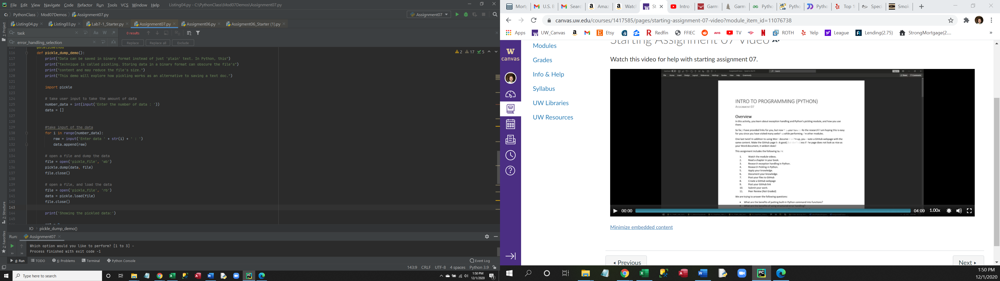 File Edit View Navigate Code Refactor Run Tools VCS Window Help Listing04.py - C:\PythonClass\Mod07Demos\Assignment07.py
C: PythonClass Mod07Demos Assignment07.py Assignment07
Listing04.py Listing03.py Lab7-1_Starter.py Assignment07.py Assigment06.py Assigment06_Starter (1).py
task 0 results
error_handling_selection Replace Replace all Exclude
115 @staticmethod
116 def pickle_dump_demo(): 2 17 5
117 print("Data can be saved in binary format instead of just 'plain' text. In Python, this")
118 print("technique is called pickling. Storing data in a binary format can obscure the file's")
119 print("content and may reduce the file's size.")
120 print("This demo will explore how pickling works as an alternative to saving a text doc.")
121
122 import pickle
123
124 # take user input to take the amount of data
125 number_data = int(input('Enter the number of data : '))
126 data = []
127
128
129 #take input of the data
130 for i in range(number_data):
131 raw = input('Enter data ' + str(i) + ' : ')
132 data.append(raw)
133
134 # open a file and dump the data
135 file = open('pickle_file', 'wb')
136 pickle.dump(data, file)
137 file.close()
138
139 # open a file, and load the data
140 file = open('pickle_file', 'rb')
141 data = pickle.load(file)
142 file.close()
143
144 print('Showing the pickled data:')
145
IO pickle_dump_demo()
Run: Assignment07
Which option would you like to perform? [1 to 3] -
Process finished with exit code -1
4: Run TODO 6: Problems Terminal Python Console Event Log
143:9 CRLF UTF-8 4 spaces Python 3.9
1: Project
7: Structure
2: Favorites
Type here to search
1:50 PM
12/1/2020
Mort U.S. B Searc Amaz Watch St Intro Garm Garm Pytho Pytho Pytho Top 1 Speci Smok
canvas.uw.edu/courses/1417585/pages/starting-assignment-07-video?module_item_id=11076738
Apps UW_Canvas Etsy Redfin FFIEC AVIS TV ROTH Yelp League Lending(2.75) StrongMortgage(2....
W
canvas
Modules
Grades
Info & Help
Syllabus
UW Libraries
UW Resources
Starting Assignment 07 Video
Watch this video for help with starting assignment 07.
INTRO TO PROGRAMMING (PYTHON)
Assignment 07
Overview
In this activity, you learn about exception handling and Python's pickling module, and how you use
them.
So far, I have provided links for you, but now your to do the research! I am hoping this is easy
for you since you have visited many while performing the other modules.
One last twist! In addition to using Word document write-up, you create a GitHub webpage with the
same content. Make the GitHub page look good, but don't stress if the page does not look as nice as
your Word document, it seldom does!
This assignment includes the following
1. Watch the module videos.
2. Read a chapter in your book.
3. Research exception handling in Python.
4. Research Pickling in Python.
5. Apply your knowledge.
6. Document your knowledge.
7. Post your files to GitHub
8. Create a GitHub webpage
9. Post your GitHub link
10. Submit your work.
11. Peer Review (Not Graded)
We are trying to answer the following questions:
• What are the benefits of putting built-in Python command into functions?
• What are the benefits of using structured error handling?
00:00 04:09 1.00x
Minimize embedded content
Previous
Next
1:50 PM
12/1/2020